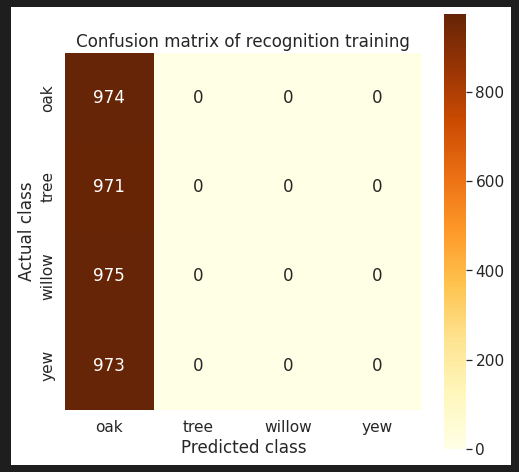 Confusion matrix of recognition training
Actual class
oak 974 0 0 0
tree 971 0 0 0
willow 975 0 0 0
yew 973 0 0 0
oak tree willow yew
Predicted class
800
600
400
200
0